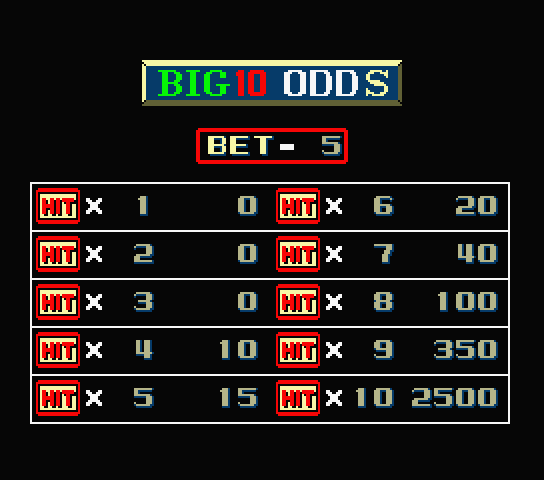 BIG10 ODDS
BET- 5
HIT X 1 0 HIT X 6 20
HIT X 2 0 HIT X 7 40
HIT X 3 0 HIT X 8 100
HIT X 4 10 HIT X 9 350
HIT X 5 15 HIT X 10 2500